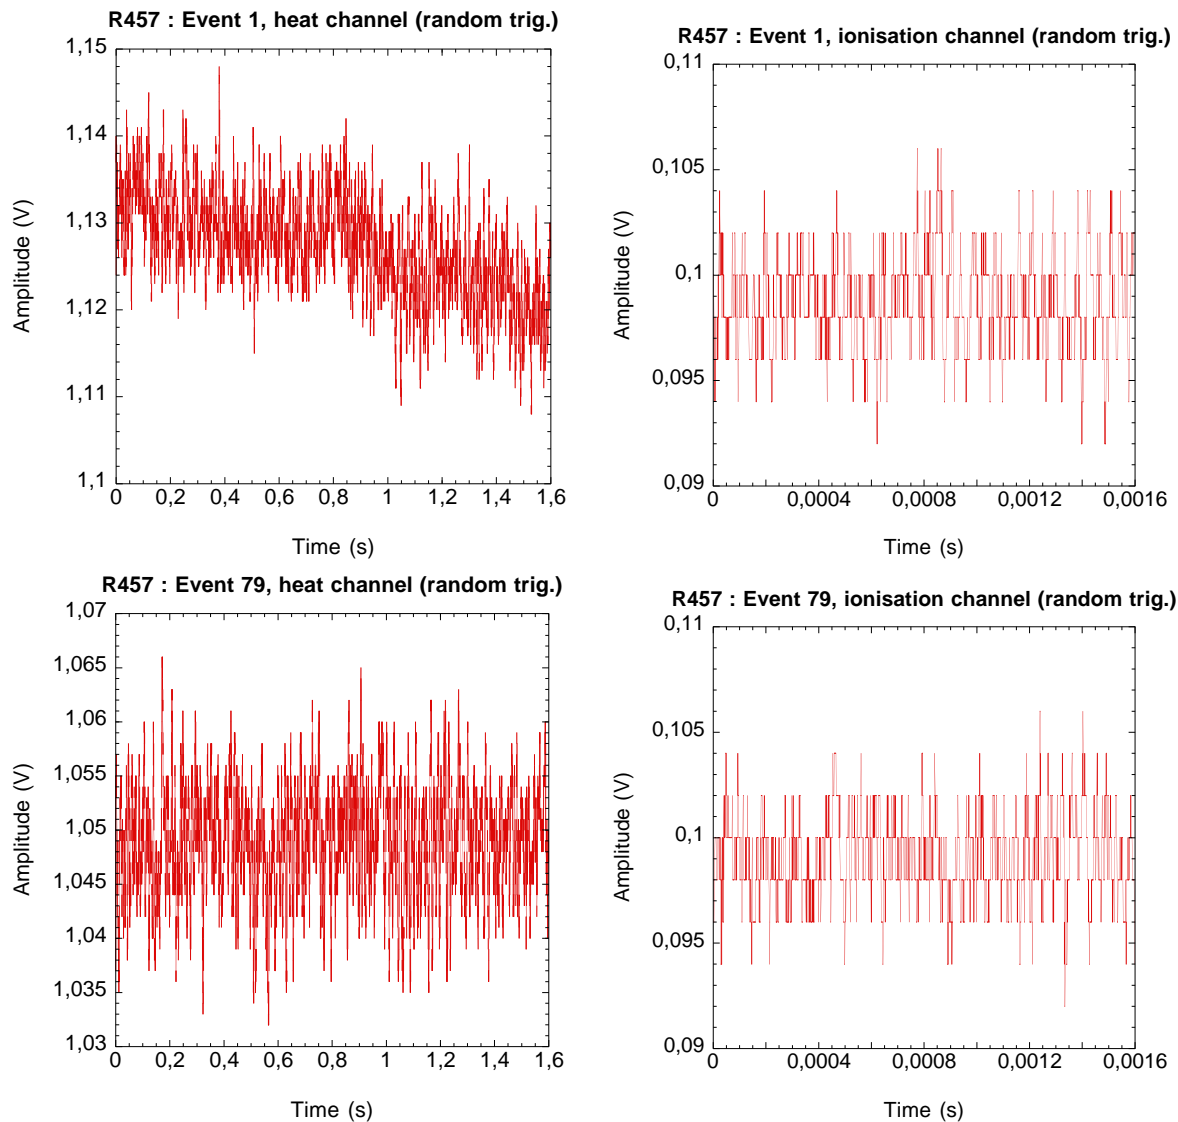 R457 : Event 1, heat channel (random trig.)
1,15
1,14
1,13
1,12
1,11
1,1
Amplitude (V)
0 0,2 0,4 0,6 0,8 1 1,2 1,4 1,6
Time (s)
R457 : Event 1, ionisation channel (random trig.)
0,11
0,105
0,1
0,095
0,09
Amplitude (V)
0 0,0004 0,0008 0,0012 0,0016
Time (s)
R457 : Event 79, heat channel (random trig.)
1,07
1,065
1,06
1,055
1,05
1,045
1,04
1,035
1,03
Amplitude (V)
0 0,2 0,4 0,6 0,8 1 1,2 1,4 1,6
Time (s)
R457 : Event 79, ionisation channel (random trig.)
0,11
0,105
0,1
0,095
0,09
Amplitude (V)
0 0,0004 0,0008 0,0012 0,0016
Time (s)